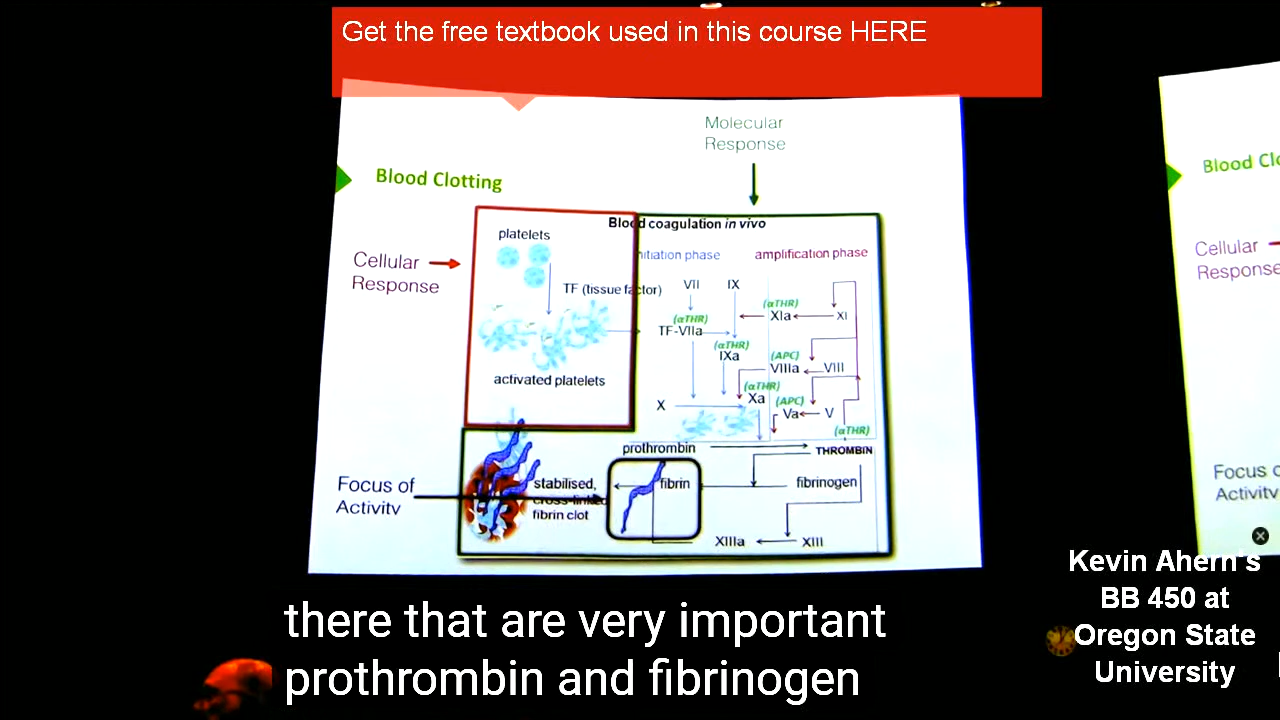 Get the free textbook used in this course HERE
Molecular
Response
Blood Clotting
Blood coagulation in vivo
platelets
nitiation phase
amplification phase
Cellular
Response
TF (tissue factor)
VII
IX
(αTHR)
XIa
XI
(αTHR)
TF-VIIa
(αTHR)
IXa
(APC)
VIIIa
VIII
activated platelets
(αTHR)
X
Xa
(APC)
Va
V
(αTHR)
prothrombin
THROMBIN
Focus of
Activity
stabilised,
cross-linked
fibrin clot
fibrin
fibrinogen
XIIIa
XIII
Blood Clo
Cellular
Response
Focus o
Activity
Kevin Ahern's
BB 450 at
Oregon State
University
there that are very important
prothrombin and fibrinogen